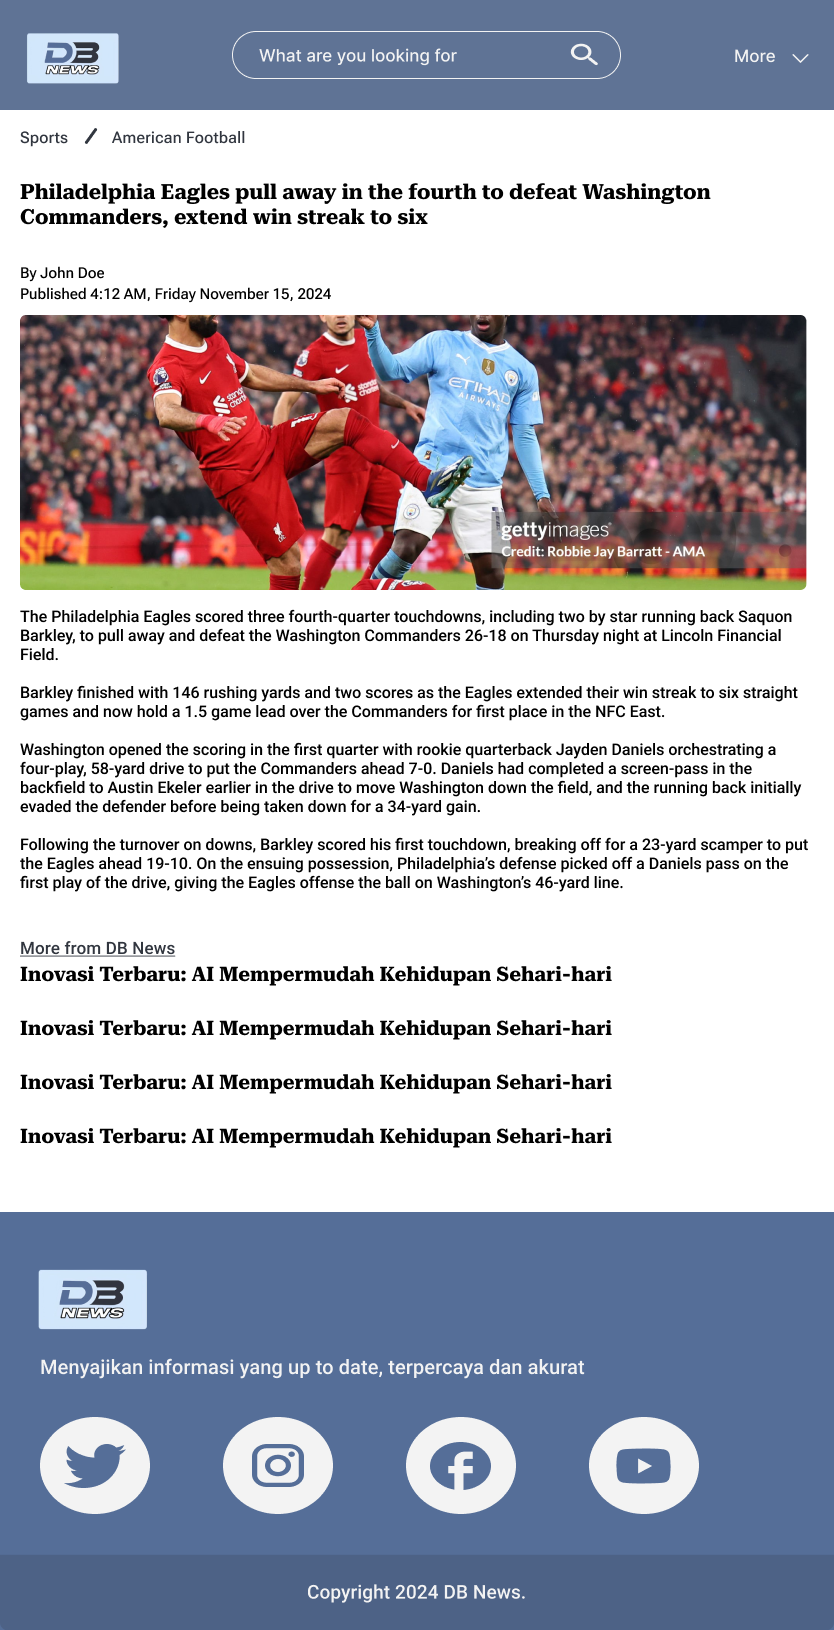 DB
NEWS
What are you looking for
More
Sports / American Football
Philadelphia Eagles pull away in the fourth to defeat Washington
Commanders, extend win streak to six
By John Doe
Published 4:12 AM, Friday November 15, 2024
ETIHAD
AIRWAYS
gettyimages
Credit: Robbie Jay Barratt - AMA
The Philadelphia Eagles scored three fourth-quarter touchdowns, including two by star running back Saquon
Barkley, to pull away and defeat the Washington Commanders 26-18 on Thursday night at Lincoln Financial
Field.
Barkley finished with 146 rushing yards and two scores as the Eagles extended their win streak to six straight
games and now hold a 1.5 game lead over the Commanders for first place in the NFC East.
Washington opened the scoring in the first quarter with rookie quarterback Jayden Daniels orchestrating a
four-play, 58-yard drive to put the Commanders ahead 7-0. Daniels had completed a screen-pass in the
backfield to Austin Ekeler earlier in the drive to move Washington down the field, and the running back initially
evaded the defender before being taken down for a 34-yard gain.
Following the turnover on downs, Barkley scored his first touchdown, breaking off for a 23-yard scamper to put
the Eagles ahead 19-10. On the ensuing possession, Philadelphia’s defense picked off a Daniels pass on the
first play of the drive, giving the Eagles offense the ball on Washington’s 46-yard line.
More from DB News
Inovasi Terbaru: AI Mempermudah Kehidupan Sehari-hari
Inovasi Terbaru: AI Mempermudah Kehidupan Sehari-hari
Inovasi Terbaru: AI Mempermudah Kehidupan Sehari-hari
Inovasi Terbaru: AI Mempermudah Kehidupan Sehari-hari
DB
NEWS
Menyajikan informasi yang up to date, terpercaya dan akurat
Copyright 2024 DB News.